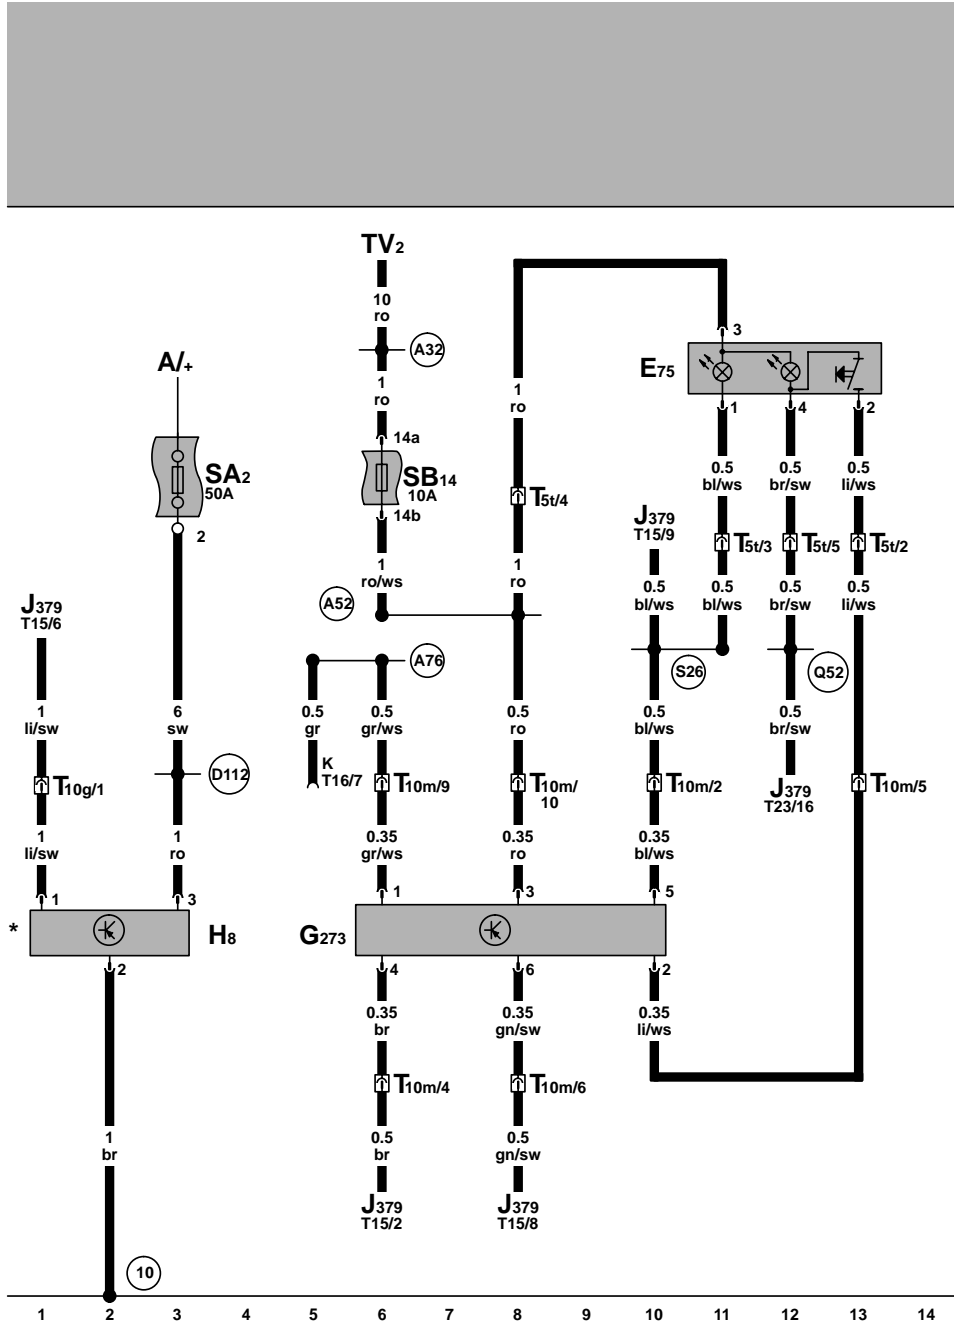 TV2
10
ro
A32
3
A/+
E75
1
ro
1
ro
1
4
2
14a
SA2
50A
SB14
10A
0.5
bl/ws
0.5
br/sw
0.5
li/ws
T5t/4
14b
J379
T15/9
2
T5t/3
T5t/5
T5t/2
1
ro/ws
1
ro
0.5
bl/ws
0.5
bl/ws
0.5
br/sw
0.5
li/ws
J379
T15/6
A52
A76
S26
Q52
1
li/sw
6
sw
0.5
gr
0.5
gr/ws
0.5
ro
0.5
bl/ws
0.5
br/sw
D112
K
T16/7
T10g/1
T10m/9
T10m/
10
T10m/2
J379
T23/16
T10m/5
1
li/sw
1
ro
0.35
gr/ws
0.35
ro
0.35
bl/ws
1
3
1
3
5
*
H8
G273
2
4
6
2
0.35
br
0.35
gn/sw
0.35
li/ws
T10m/4
T10m/6
1
br
0.5
br
0.5
gn/sw
J379
T15/2
J379
T15/8
10
1 2 3 4 5 6 7 8 9 10 11 12 13 14